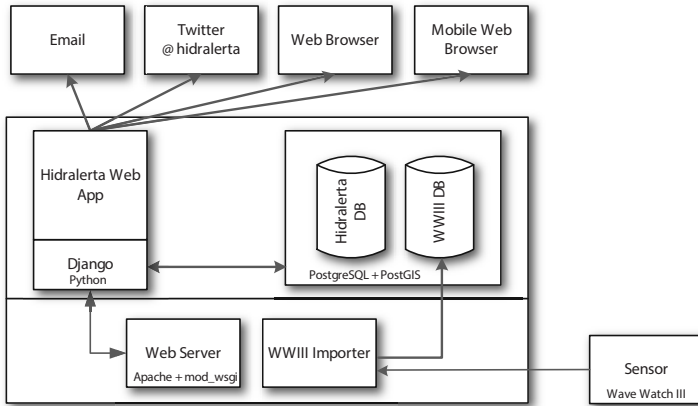 Email
Twitter
@ hidralerta
Web Browser
Mobile Web
Browser
Hidralerta Web
App
Django
Python
Hidralerta
DB
WWIII DB
PostgreSQL + PostGIS
Web Server
Apache + mod_wsgi
WWIII Importer
Sensor
Wave Watch III